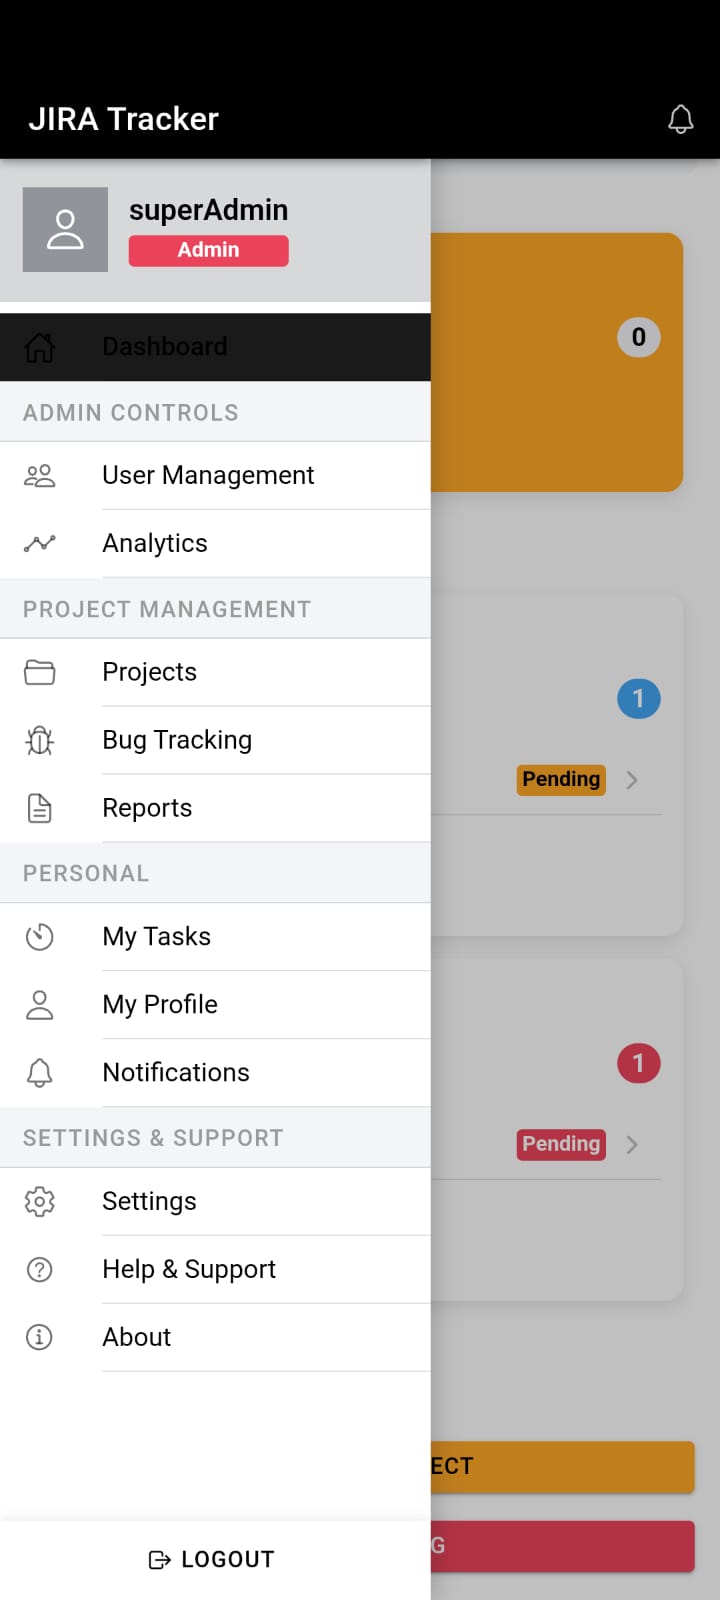 JIRA Tracker
superAdmin
Admin
Dashboard
0
ADMIN CONTROLS
User Management
Analytics
PROJECT MANAGEMENT
Projects
1
Bug Tracking
Pending
Reports
PERSONAL
My Tasks
My Profile
Notifications
1
SETTINGS & SUPPORT
Pending
Settings
Help & Support
About
ECT
LOGOUT
G